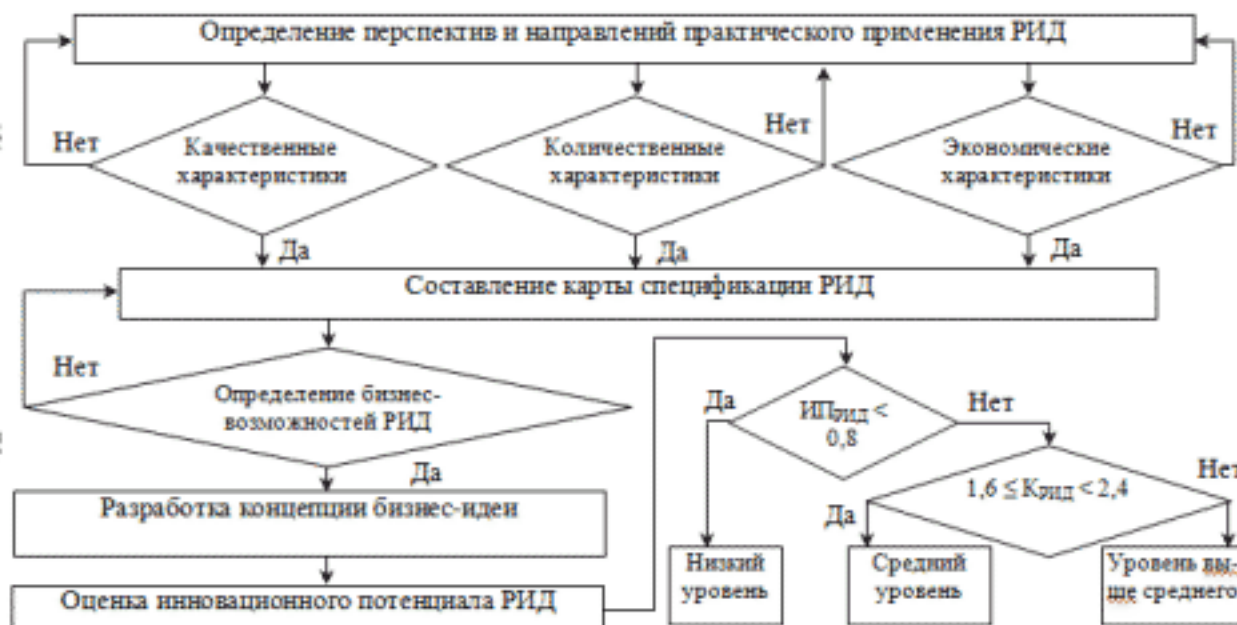 Определение перспектив и направлений практического применения РИД
Нет
Качественные
характеристики
Количественные
характеристики
Нет
Экономические
характеристики
Нет
Да
Да
Да
Составление карты спецификации РИД
Нет
Определение бизнес-
возможностей РИД
Да
Разработка концепции бизнес-идеи
Оценка инновационного потенциала РИД
Да
ИПРИД <
0,8
Нет
1,6 ≤ КРИД < 2,4
Да
Нет
Низкий
уровень
Средний
уровень
Уровень вы-
ше среднего